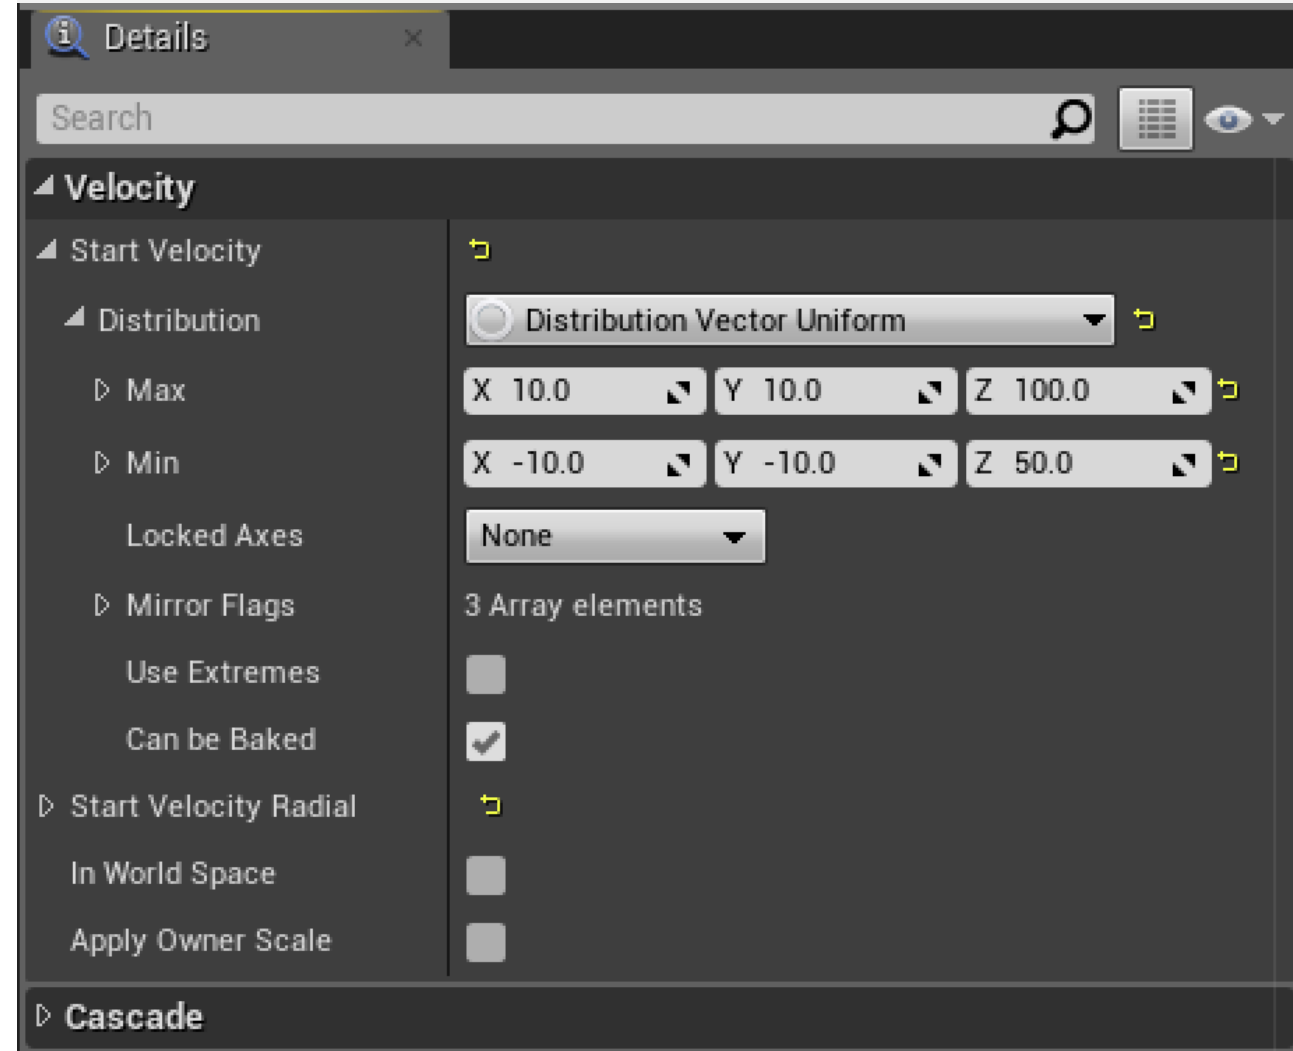 Details
Search
Velocity
Start Velocity
Distribution Distribution Vector Uniform
Max X 10.0 Y 10.0 Z 100.0
Min X -10.0 Y -10.0 Z 50.0
Locked Axes None
Mirror Flags 3 Array elements
Use Extremes
Can be Baked
Start Velocity Radial
In World Space
Apply Owner Scale
Cascade